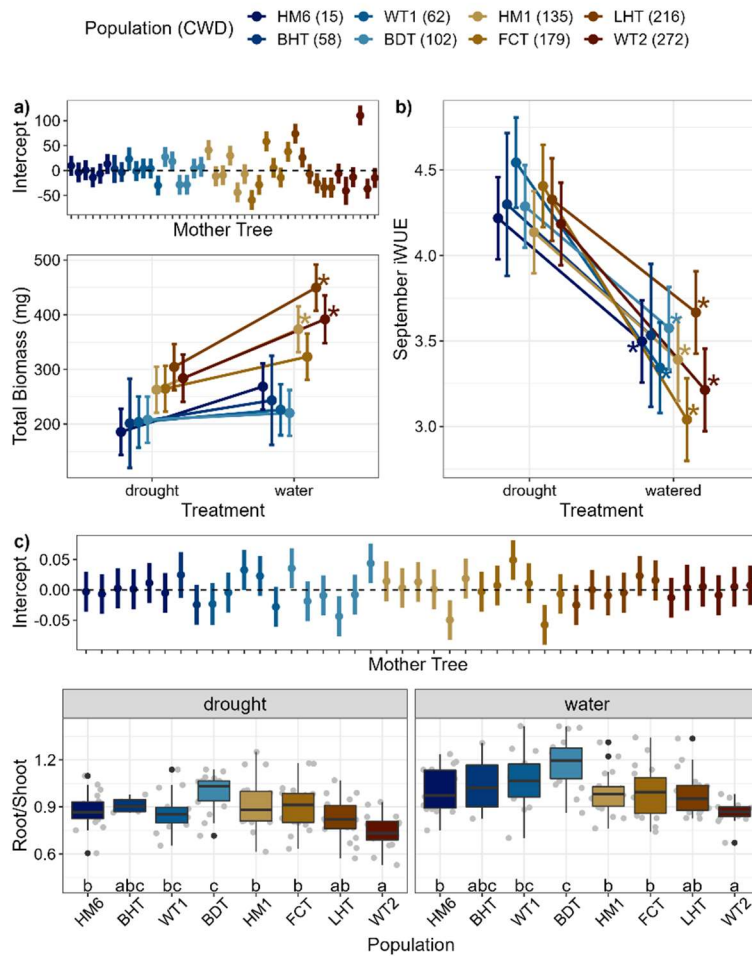 Population (CWD)
HM6 (15) WT1 (62) HM1 (135) LHT (216)
BHT (58) BDT (102) FCT (179) WT2 (272)
a)
Intercept
100
50
0
-50
Mother Tree
Total Biomass (mg)
500
400
300
200
*
*
*
drought water
Treatment
b)
September iWUE
4.5
4.0
3.5
3.0
*
*
*
*
*
*
*
drought watered
Treatment
c)
Intercept
0.05
0.00
-0.05
Mother Tree
drought water
Root/Shoot
1.2
0.9
0.6
b abc bc c b b ab a b abc bc c b b ab a
HM6 BHT WT1 BDT HM1 FCT LHT WT2 HM6 BHT WT1 BDT HM1 FCT LHT WT2
Population